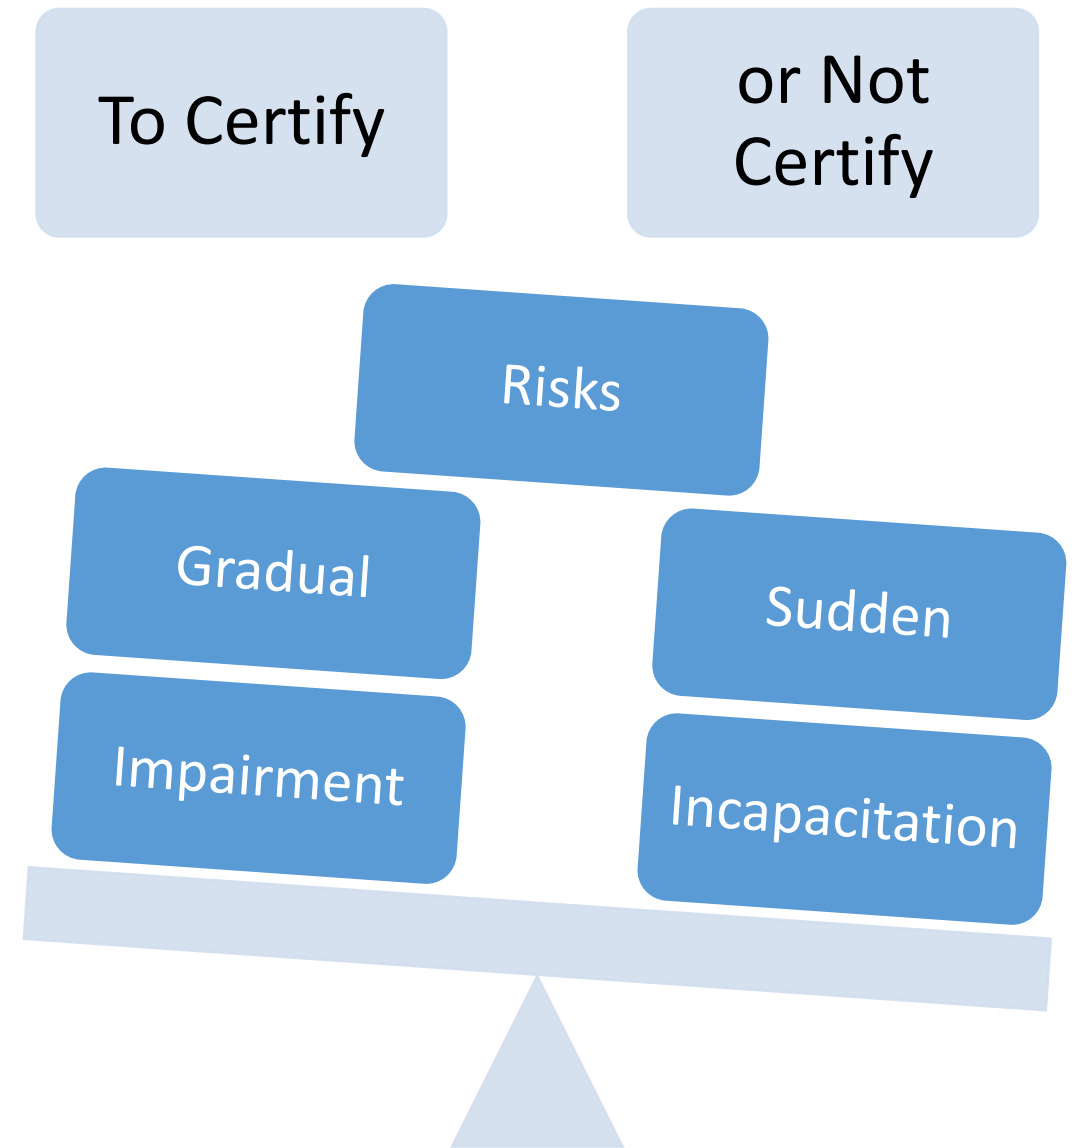 To Certify
or Not
Certify
Risks
Gradual
Sudden
Impairment
Incapacitation